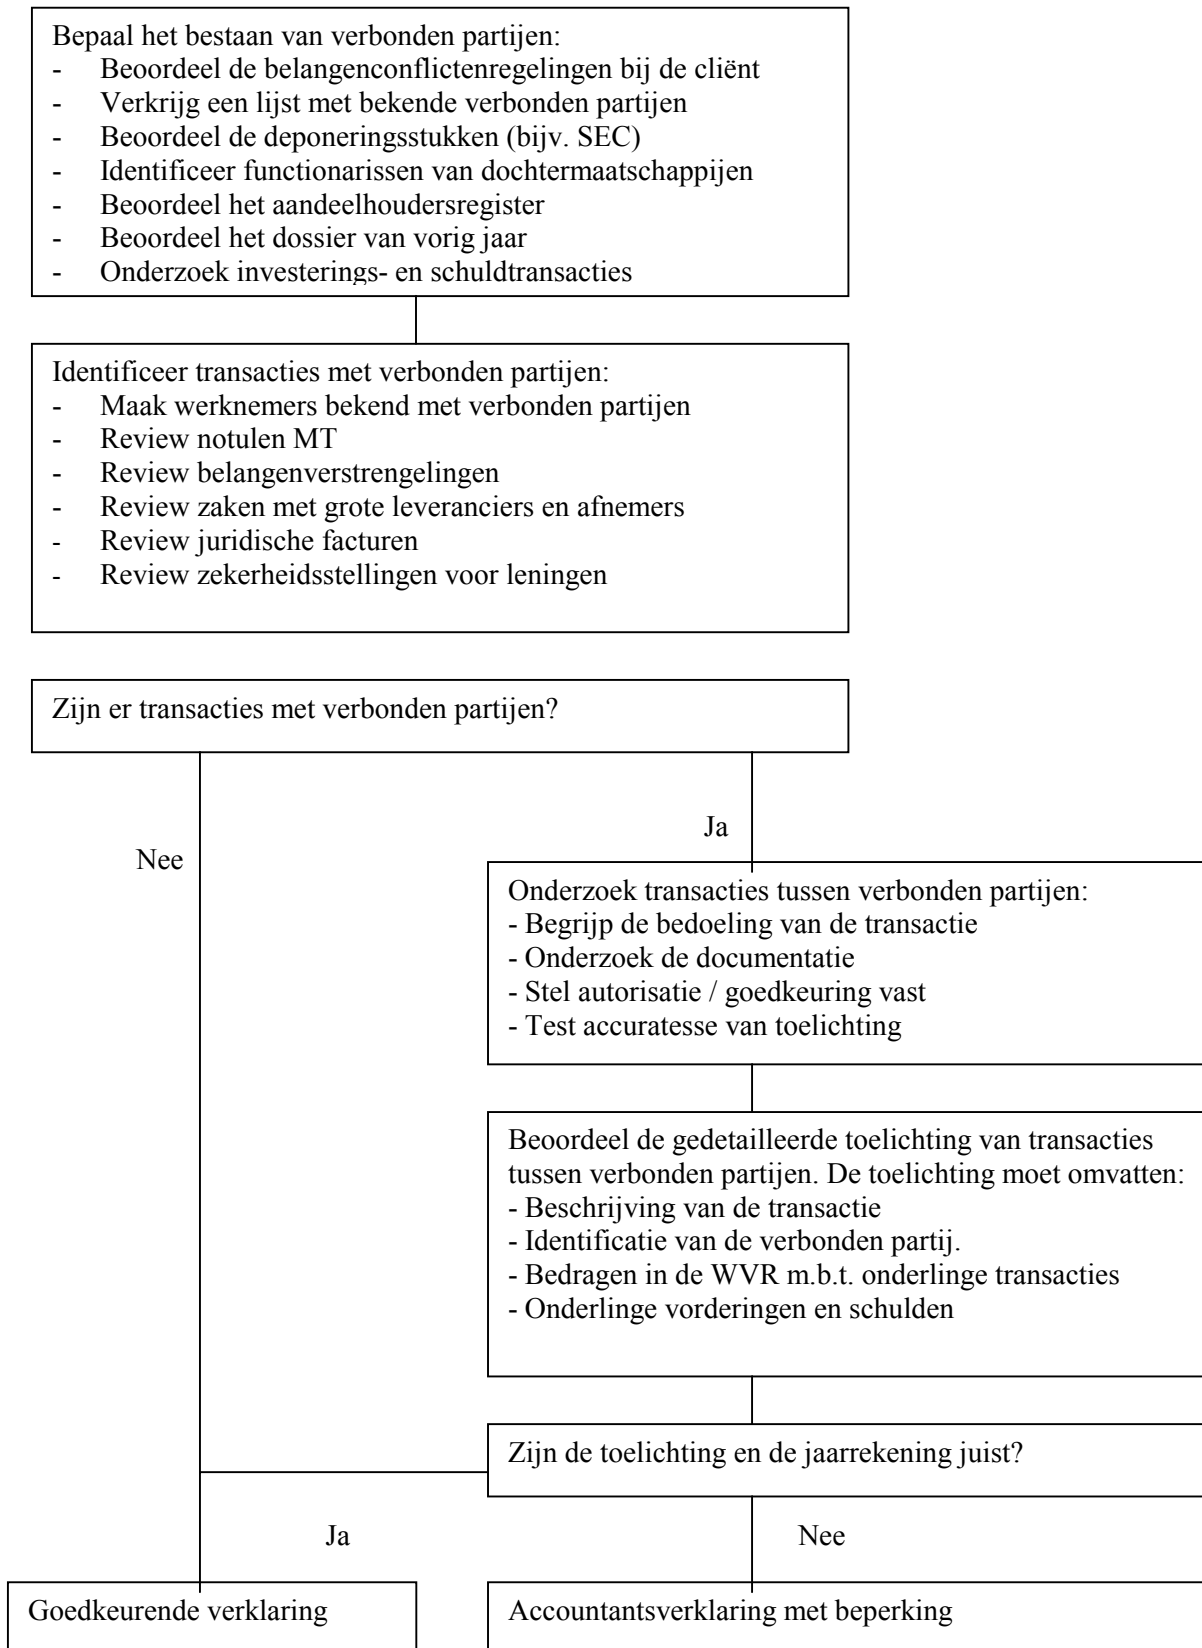 Bepaal het bestaan van verbonden partijen:
- Beoordeel de belangenconflictenregelingen bij de cliënt
- Verkrijg een lijst met bekende verbonden partijen
- Beoordeel de deponeringsstukken (bijv. SEC)
- Identificeer functionarissen van dochtermaatschappijen
- Beoordeel het aandeelhoudersregister
- Beoordeel het dossier van vorig jaar
- Onderzoek investerings- en schuldtransacties
Identificeer transacties met verbonden partijen:
- Maak werknemers bekend met verbonden partijen
- Review notulen MT
- Review belangenverstrengelingen
- Review zaken met grote leveranciers en afnemers
- Review juridische facturen
- Review zekerheidsstellingen voor leningen
Zijn er transacties met verbonden partijen?
Ja
Nee
Onderzoek transacties tussen verbonden partijen:
- Begrijp de bedoeling van de transactie
- Onderzoek de documentatie
- Stel autorisatie / goedkeuring vast
- Test accuratesse van toelichting
Beoordeel de gedetailleerde toelichting van transacties
tussen verbonden partijen. De toelichting moet omvatten:
- Beschrijving van de transactie
- Identificatie van de verbonden partij.
- Bedragen in de WVR m.b.t. onderlinge transacties
- Onderlinge vorderingen en schulden
Zijn de toelichting en de jaarrekening juist?
Ja
Nee
Goedkeurende verklaring
Accountantsverklaring met beperking